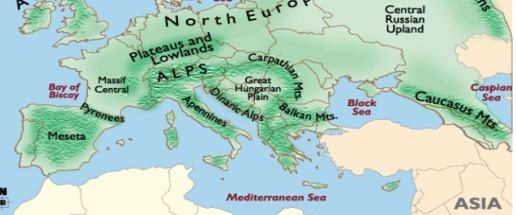 A
North Europ
Sea
Central
Russian
Upland
Plateaus and
Lowlands
Carpathian Mts.
Bay of
Biscay
Massif
Central
ALPS
Great
Hungarian
Plain
Caspian
Sea
Black
Sea
Caucasus Mts.
Pyrenees
Apennines
Dinaric Alps
Balkan Mts.
Meseta
N
Mediterranean Sea
ASIA